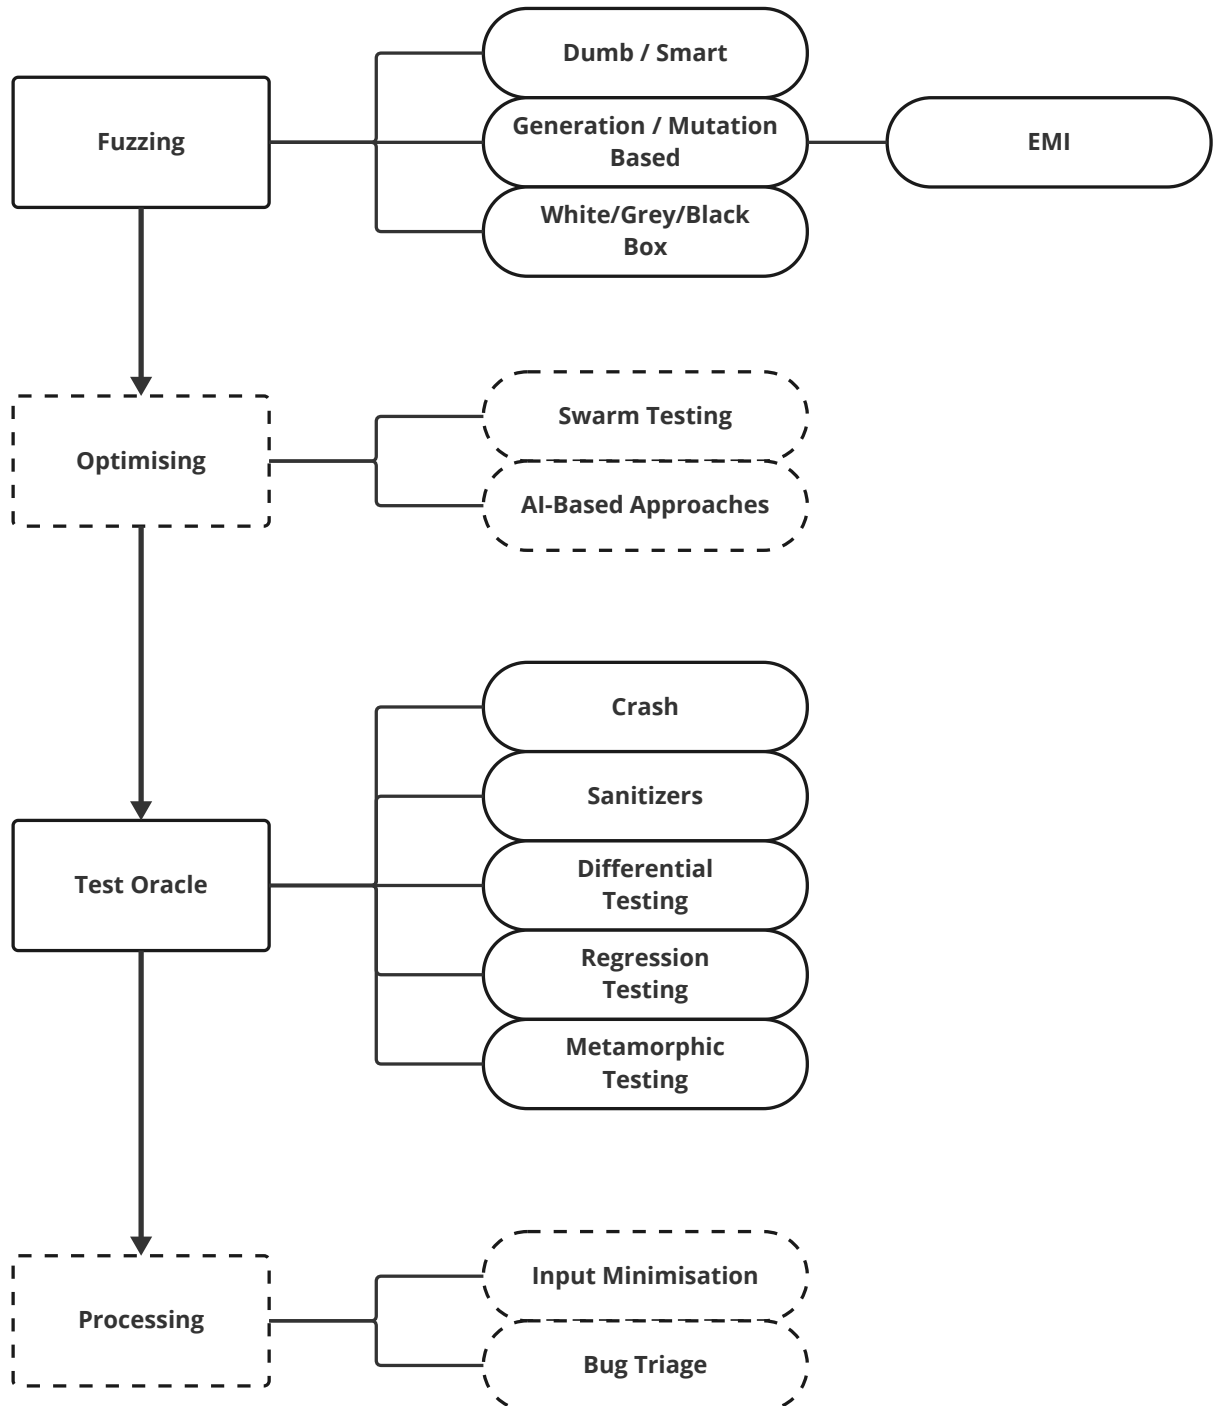 Fuzzing
Dumb / Smart
Generation / Mutation
Based
White/Grey/Black
Box
EMI
Optimising
Swarm Testing
AI-Based Approaches
Test Oracle
Crash
Sanitizers
Differential
Testing
Regression
Testing
Metamorphic
Testing
Processing
Input Minimisation
Bug Triage